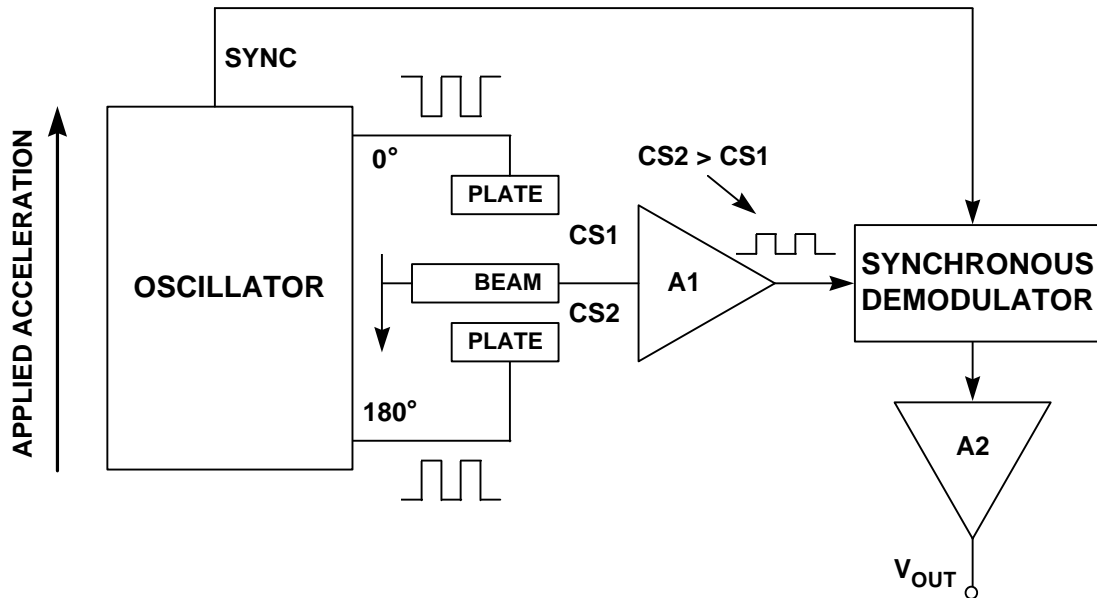 SYNC
APPLIED ACCELERATION
OSCILLATOR
0°
PLATE
CS2 > CS1
CS1
BEAM
CS2
PLATE
180°
A1
SYNCHRONOUS
DEMODULATOR
A2
VOUT